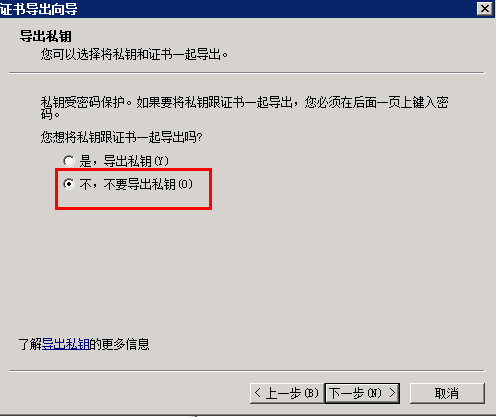 证书导出向导
导出私钥
您可以选择将私钥和证书一起导出。
私钥受密码保护。如果要将私钥跟证书一起导出，您必须在后面一页上键入密
码。
您想将私钥跟证书一起导出吗?
是，导出私钥(Y)
不，不要导出私钥(O)
了解导出私钥的更多信息
< 上一步(B) 下一步(N) > 取消